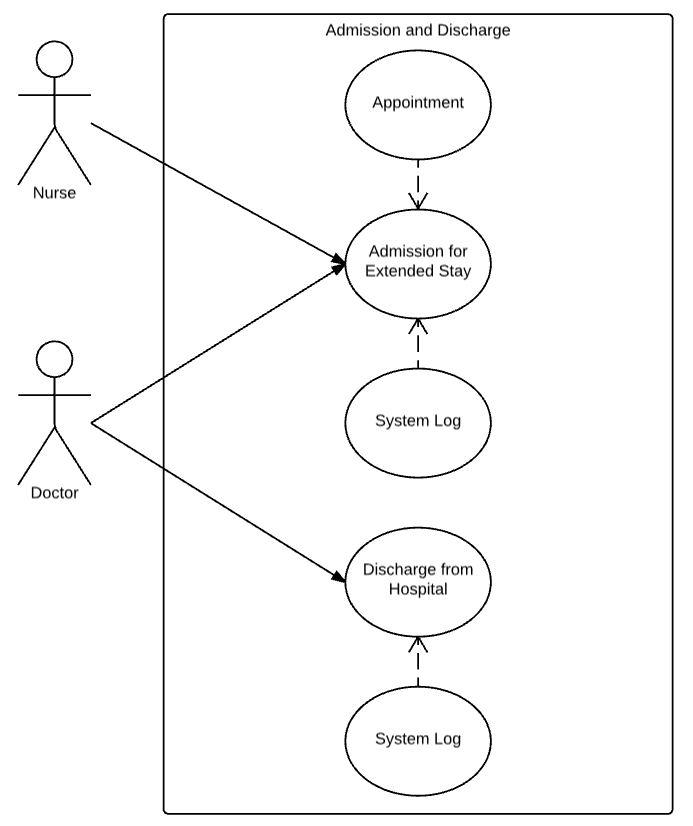 Admission and Discharge
Appointment
Nurse
Admission for
Extended Stay
System Log
Doctor
Discharge from
Hospital
System Log